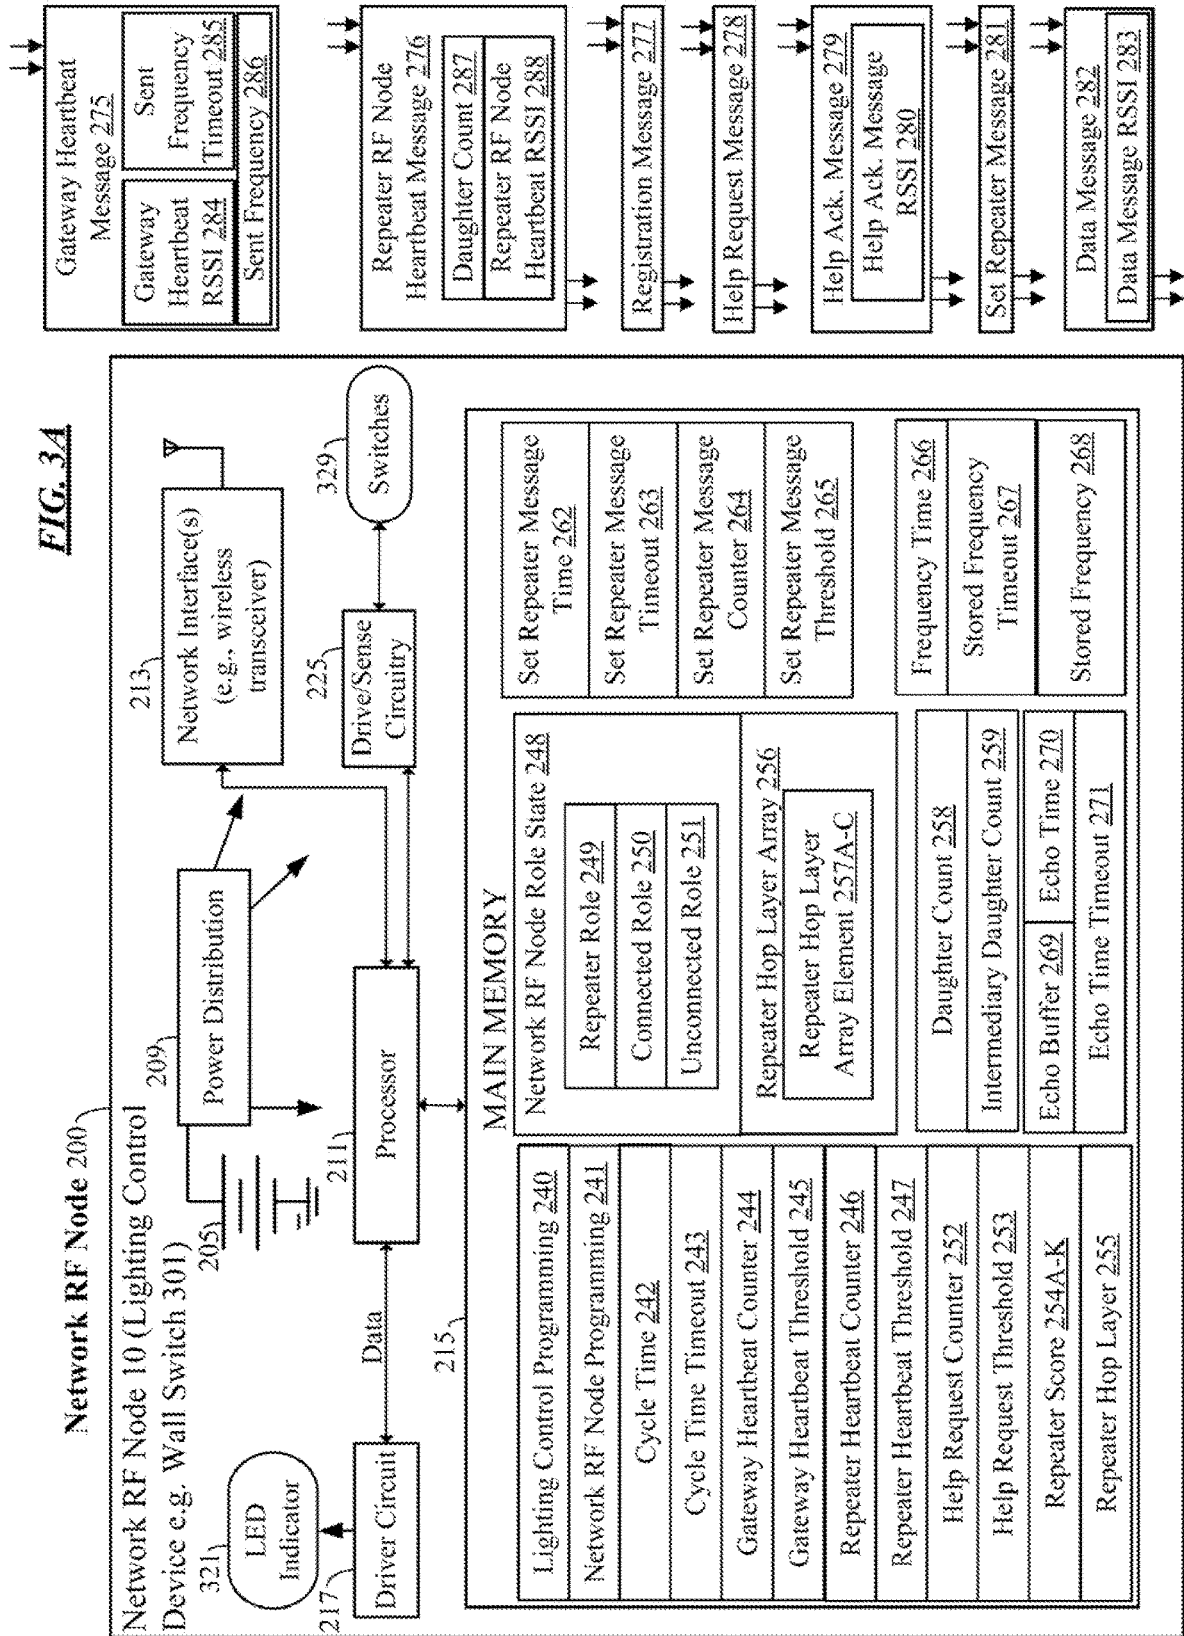 FIG. 3A
Network RF Node 200
Network RF Node 10 (Lighting Control
Device e.g. Wall Switch 301)
321
LED
Indicator
217
Driver Circuit
Data
205
209
Power Distribution
211
Processor
213
Network Interface(s)
(e.g., wireless
transceiver)
225
Drive/Sense
Circuitry
329
Switches
215
MAIN MEMORY
Lighting Control Programming 240
Network RF Node Programming 241
Cycle Time 242
Cycle Time Timeout 243
Gateway Heartbeat Counter 244
Gateway Heartbeat Threshold 245
Repeater Heartbeat Counter 246
Repeater Heartbeat Threshold 247
Help Request Counter 252
Help Request Threshold 253
Repeater Score 254A-K
Repeater Hop Layer 255
Network RF Node Role State 248
Repeater Role 249
Connected Role 250
Unconnected Role 251
Repeater Hop Layer Array 256
Repeater Hop Layer
Array Element 257A-C
Daughter Count 258
Intermediary Daughter Count 259
Echo Buffer 269
Echo Time 270
Echo Time Timeout 271
Set Repeater Message
Time 262
Set Repeater Message
Timeout 263
Set Repeater Message
Counter 264
Set Repeater Message
Threshold 265
Frequency Time 266
Stored Frequency
Timeout 267
Stored Frequency 268
Gateway Heartbeat
Message 275
Gateway
Heartbeat
RSSI 284
Sent
Frequency
Timeout 285
Sent Frequency 286
Repeater RF Node
Heartbeat Message 276
Daughter Count 287
Repeater RF Node
Heartbeat RSSI 288
Registration Message 277
Help Request Message 278
Help Ack. Message 279
Help Ack. Message
RSSI 280
Set Repeater Message 281
Data Message 282
Data Message RSSI 283